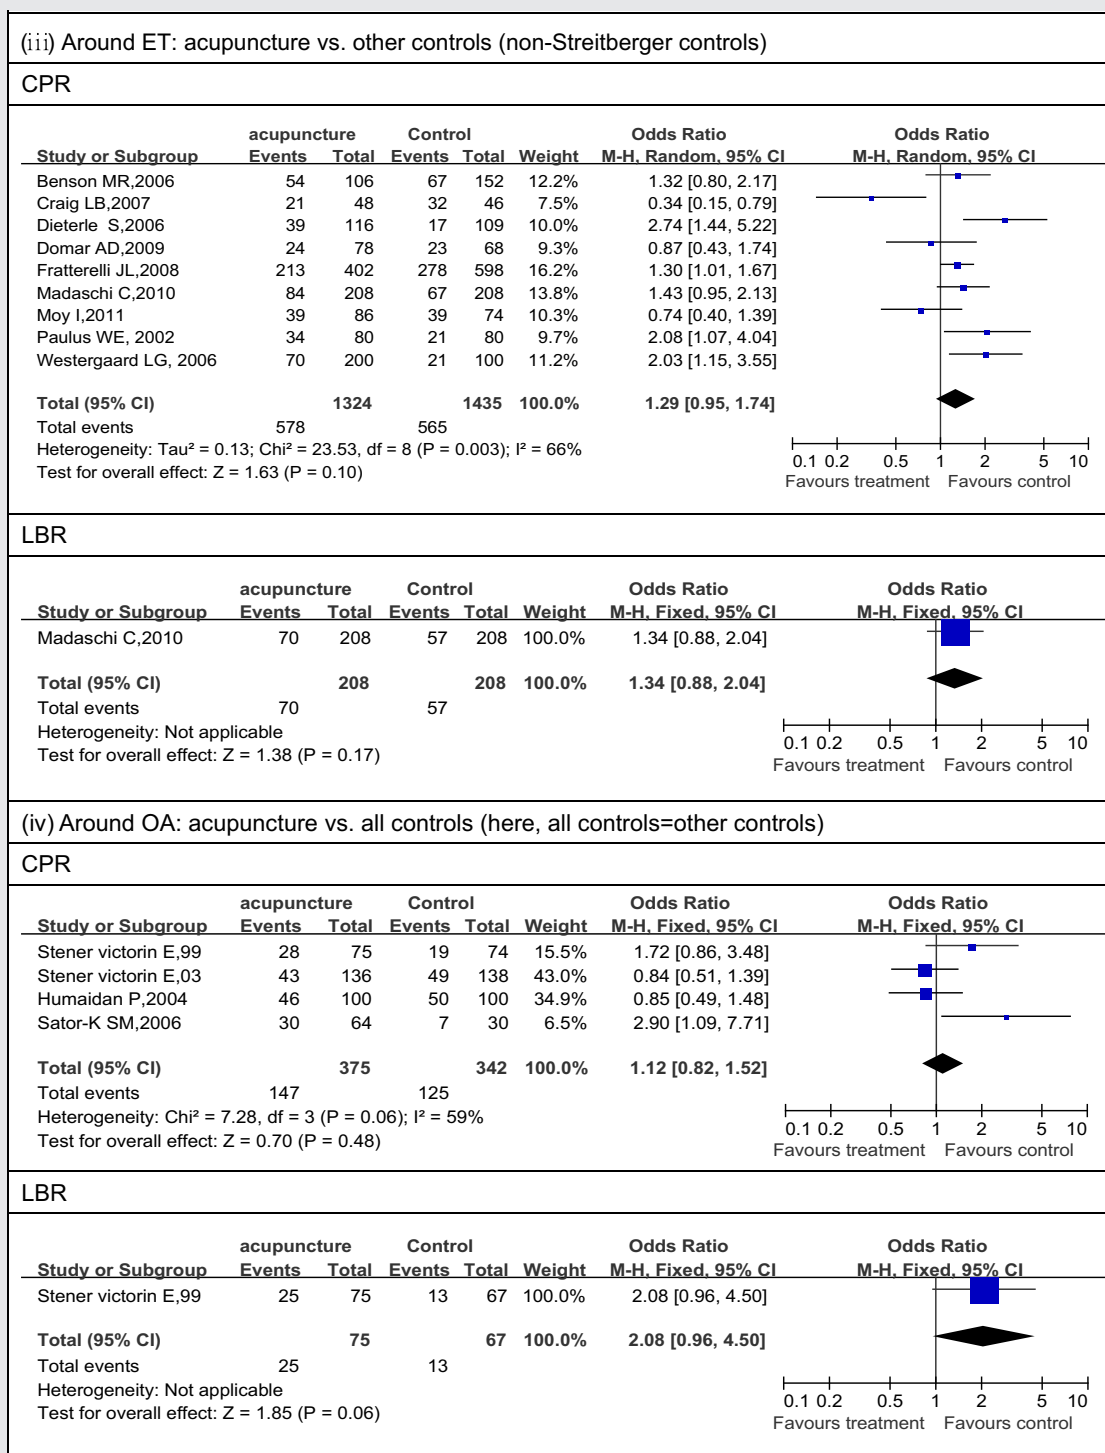 (iii) Around ET: acupuncture vs. other controls (non-Streitberger controls)
CPR
acupuncture Control Odds Ratio Odds Ratio
Study or Subgroup Events Total Events Total Weight M-H, Random, 95% CI M-H, Random, 95% CI
Benson MR,2006 54 106 67 152 12.2% 1.32 [0.80, 2.17]
Craig LB,2007 21 48 32 46 7.5% 0.34 [0.15, 0.79]
Dieterle S,2006 39 116 17 109 10.0% 2.74 [1.44, 5.22]
Domar AD,2009 24 78 23 68 9.3% 0.87 [0.43, 1.74]
Fratterelli JL,2008 213 402 278 598 16.2% 1.30 [1.01, 1.67]
Madaschi C,2010 84 208 67 208 13.8% 1.43 [0.95, 2.13]
Moy I,2011 39 86 39 74 10.3% 0.74 [0.40, 1.39]
Paulus WE, 2002 34 80 21 80 9.7% 2.08 [1.07, 4.04]
Westergaard LG, 2006 70 200 21 100 11.2% 2.03 [1.15, 3.55]
Total (95% CI) 1324 1435 100.0% 1.29 [0.95, 1.74]
Total events 578 565
Heterogeneity: Tau² = 0.13; Chi² = 23.53, df = 8 (P = 0.003); I² = 66%
Test for overall effect: Z = 1.63 (P = 0.10)
0.1 0.2 0.5 1 2 5 10
Favours treatment Favours control
LBR
acupuncture Control Odds Ratio Odds Ratio
Study or Subgroup Events Total Events Total Weight M-H, Fixed, 95% CI M-H, Fixed, 95% CI
Madaschi C,2010 70 208 57 208 100.0% 1.34 [0.88, 2.04]
Total (95% CI) 208 208 100.0% 1.34 [0.88, 2.04]
Total events 70 57
Heterogeneity: Not applicable
Test for overall effect: Z = 1.38 (P = 0.17)
0.1 0.2 0.5 1 2 5 10
Favours treatment Favours control
(iv) Around OA: acupuncture vs. all controls (here, all controls=other controls)
CPR
acupuncture Control Odds Ratio Odds Ratio
Study or Subgroup Events Total Events Total Weight M-H, Fixed, 95% CI M-H, Fixed, 95% CI
Stener victorin E,99 28 75 19 74 15.5% 1.72 [0.86, 3.48]
Stener victorin E,03 43 136 49 138 43.0% 0.84 [0.51, 1.39]
Humaidan P,2004 46 100 50 100 34.9% 0.85 [0.49, 1.48]
Sator-K SM,2006 30 64 7 30 6.5% 2.90 [1.09, 7.71]
Total (95% CI) 375 342 100.0% 1.12 [0.82, 1.52]
Total events 147 125
Heterogeneity: Chi² = 7.28, df = 3 (P = 0.06); I² = 59%
Test for overall effect: Z = 0.70 (P = 0.48)
0.1 0.2 0.5 1 2 5 10
Favours treatment Favours control
LBR
acupuncture Control Odds Ratio Odds Ratio
Study or Subgroup Events Total Events Total Weight M-H, Fixed, 95% CI M-H, Fixed, 95% CI
Stener victorin E,99 25 75 13 67 100.0% 2.08 [0.96, 4.50]
Total (95% CI) 75 67 100.0% 2.08 [0.96, 4.50]
Total events 25 13
Heterogeneity: Not applicable
Test for overall effect: Z = 1.85 (P = 0.06)
0.1 0.2 0.5 1 2 5 10
Favours treatment Favours control